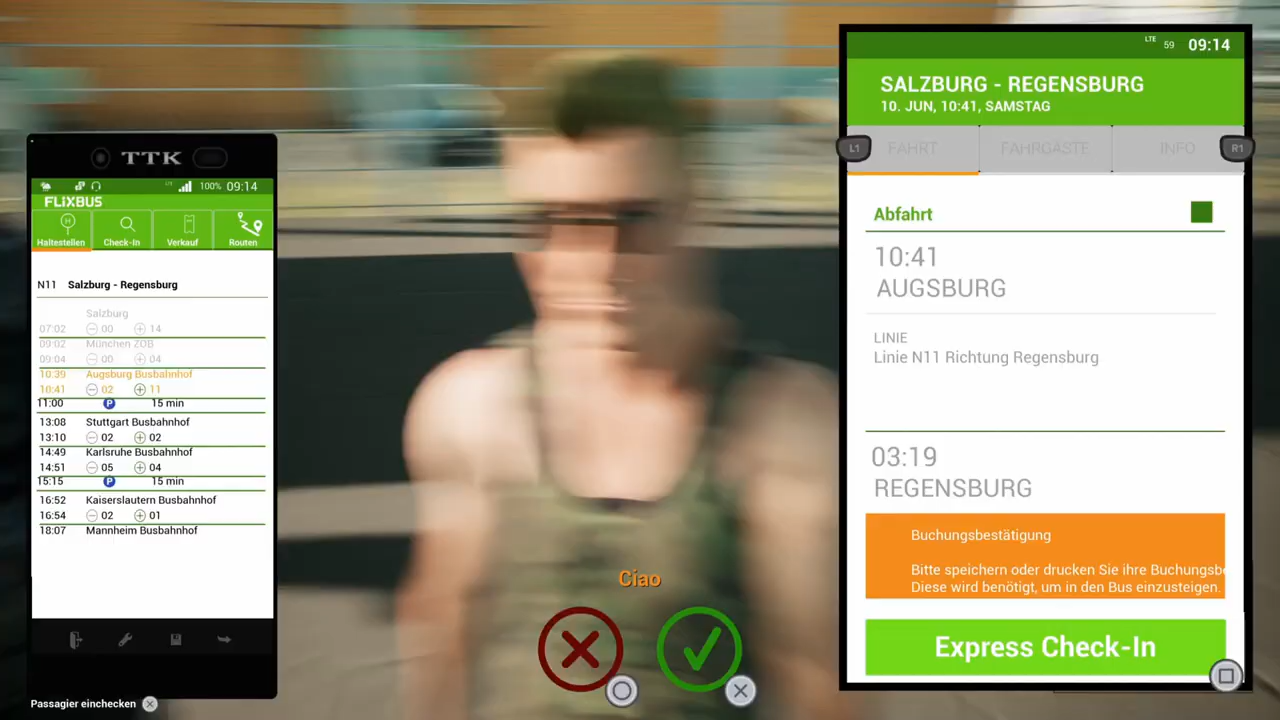 TTK
100% 09:14
FLiXBUS
Haltestellen Check-In Verkauf Routen
N11 Salzburg - Regensburg
Salzburg
07:02 00 14
09:02 München ZOB
09:04 00 04
10:39 Augsburg Busbahnhof
10:41 02 11
11:00 P 15 min
13:08 Stuttgart Busbahnhof
13:10 02 02
14:49 Karlsruhe Busbahnhof
14:51 05 04
15:15 P 15 min
16:52 Kaiserslautern Busbahnhof
16:54 02 01
18:07 Mannheim Busbahnhof
Passagier einchecken
Ciao
LTE 59 09:14
SALZBURG - REGENSBURG
10. JUN, 10:41, SAMSTAG
L1 FAHRT FAHRGÄSTE INFO R1
Abfahrt
10:41
AUGSBURG
LINIE
Linie N11 Richtung Regensburg
03:19
REGENSBURG
Buchungsbestätigung
Bitte speichern oder drucken Sie ihre Buchungsbe
Diese wird benötigt, um in den Bus einzusteigen.
Express Check-In